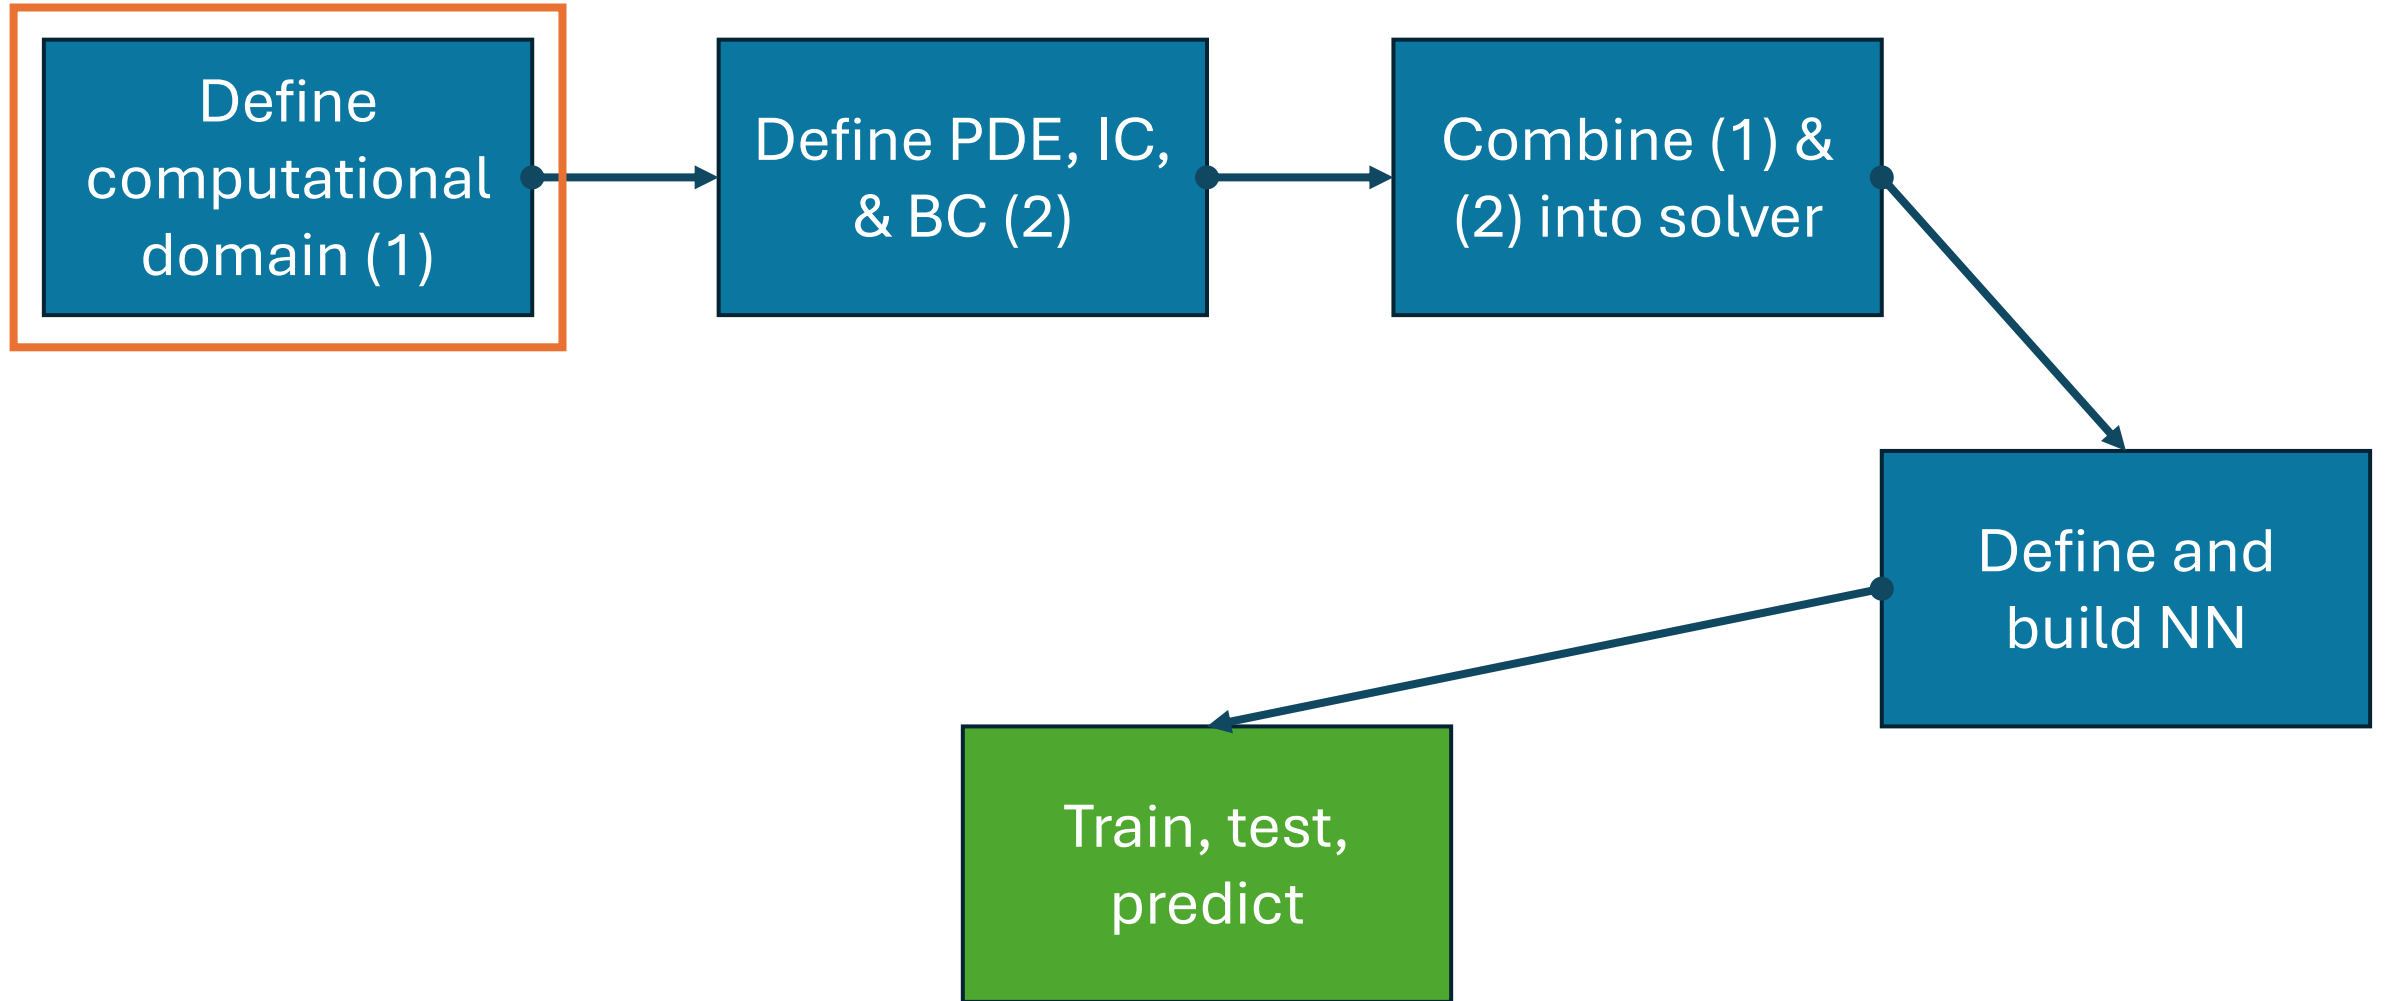 Define
computational
domain (1)
Define PDE, IC,
& BC (2)
Combine (1) &
(2) into solver
Define and
build NN
Train, test,
predict